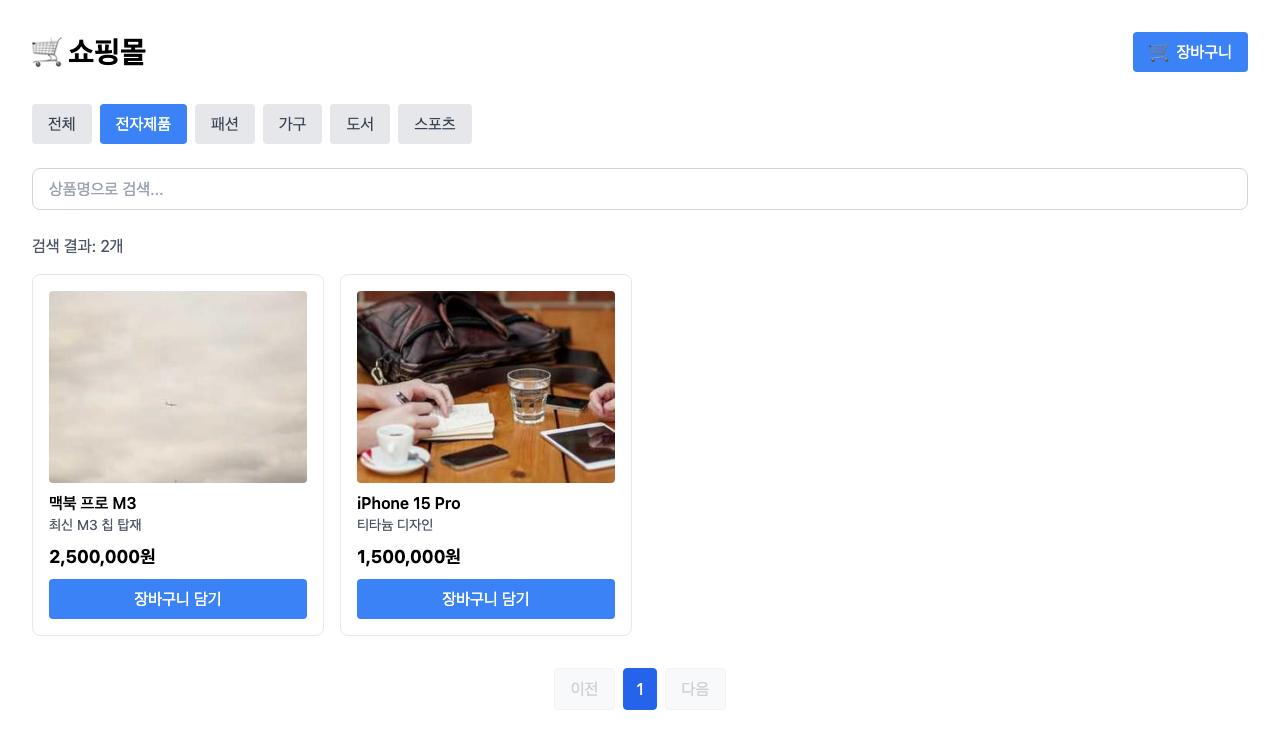 🛒 쇼핑몰
🛒 장바구니
전체 전자제품 패션 가구 도서 스포츠
상품명으로 검색...
검색 결과: 2개
맥북 프로 M3
최신 M3 칩 탑재
2,500,000원
장바구니 담기
iPhone 15 Pro
티타늄 디자인
1,500,000원
장바구니 담기
이전 1 다음